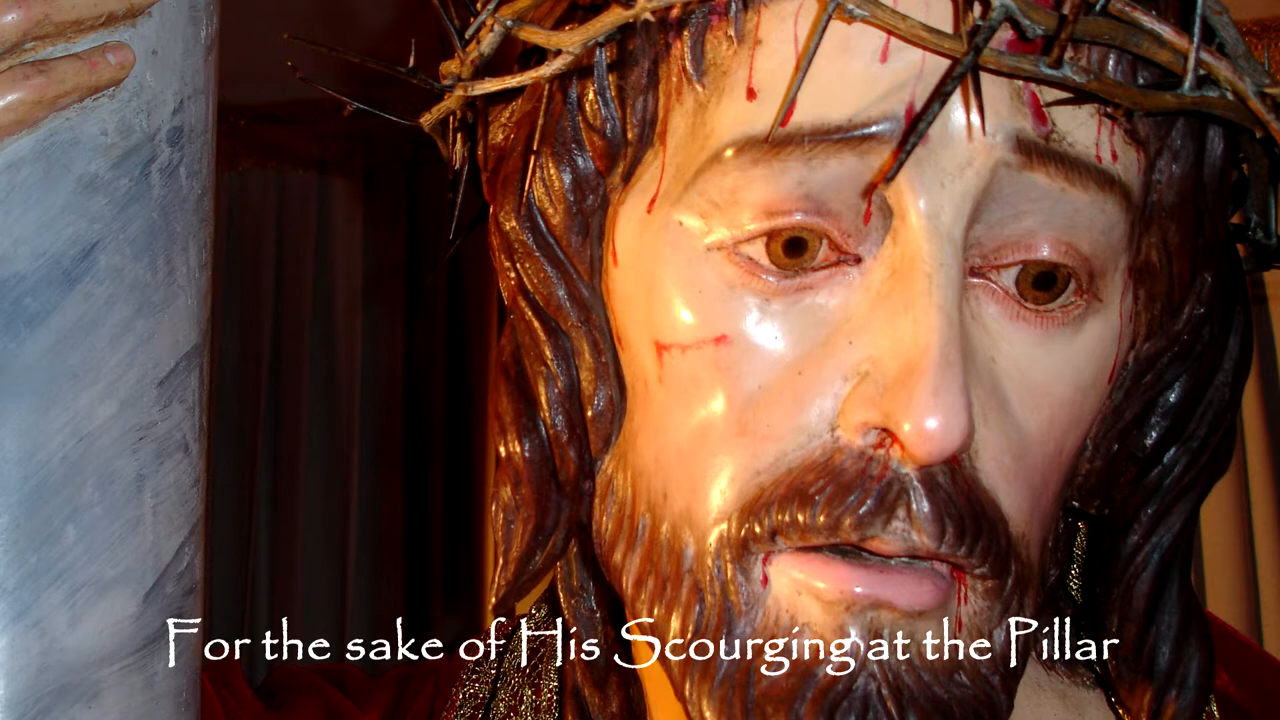 For the sake of His Scourging at the Pillar